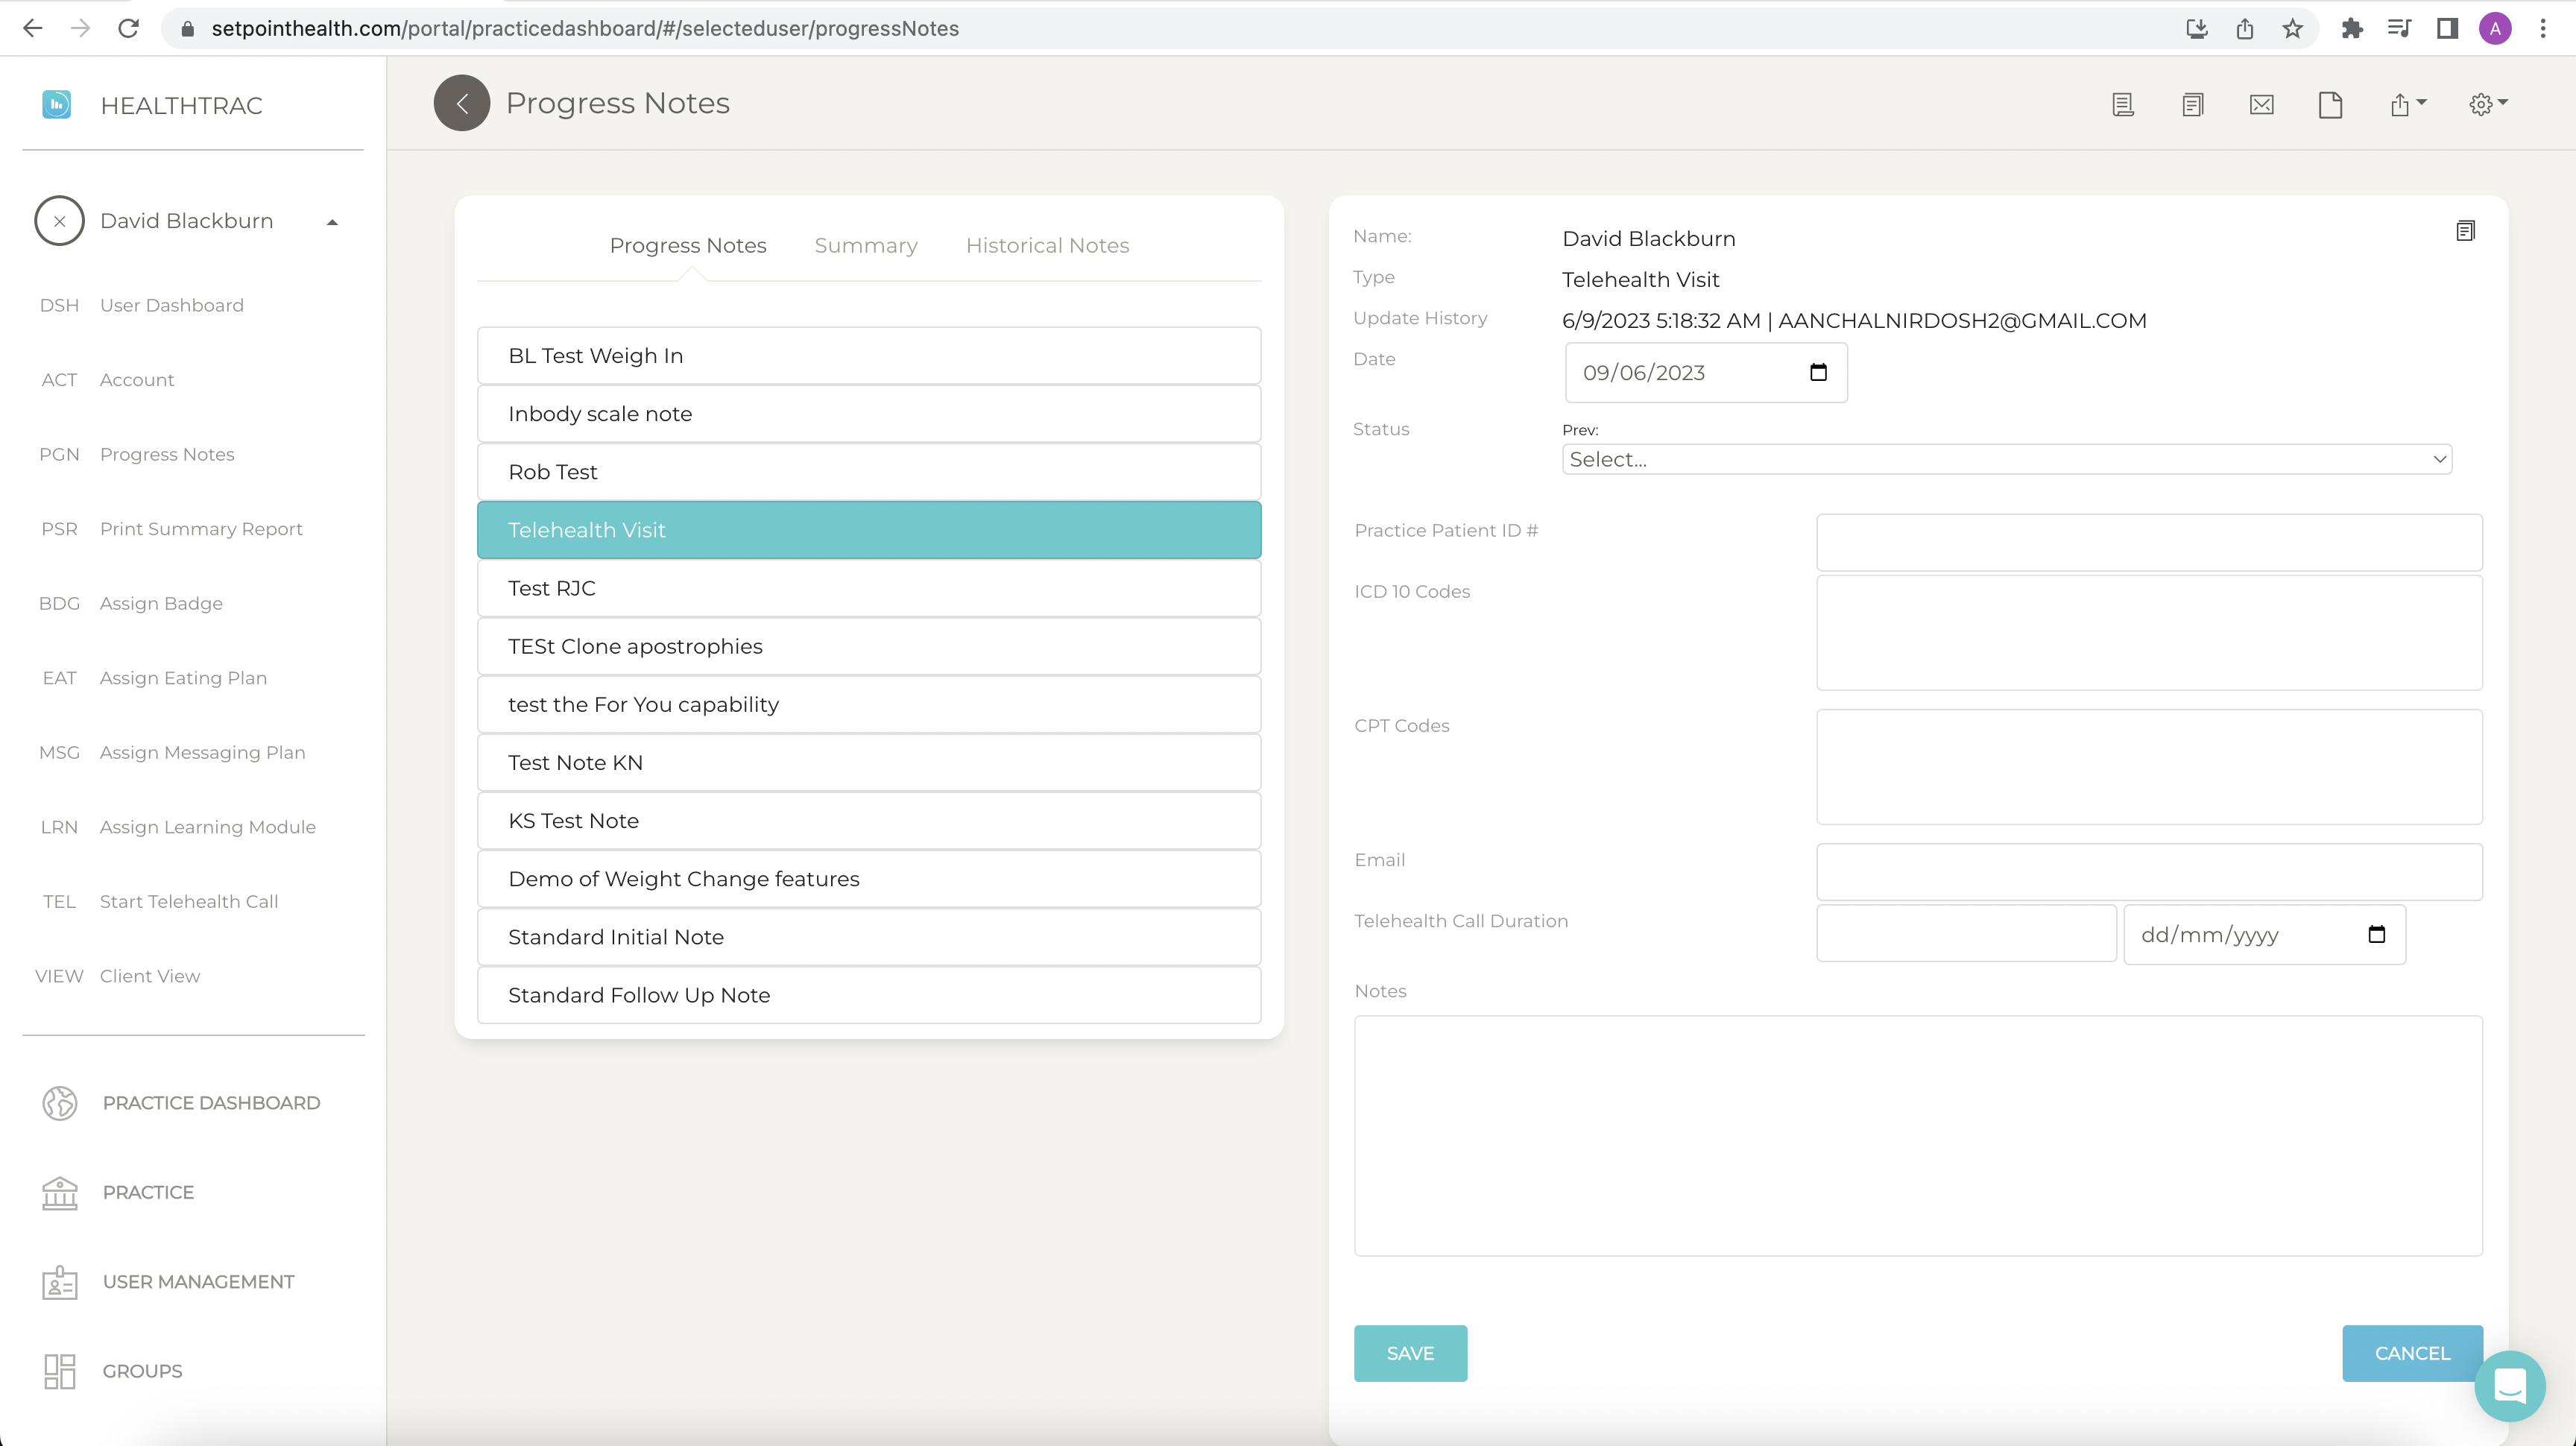 setpointhealth.com/portal/practicedashboard/#/selecteduser/progressNotes
A
HEALTHTRAC
David Blackburn
DSH User Dashboard
ACT Account
PGN Progress Notes
PSR Print Summary Report
BDG Assign Badge
EAT Assign Eating Plan
MSG Assign Messaging Plan
LRN Assign Learning Module
TEL Start Telehealth Call
VIEW Client View
PRACTICE DASHBOARD
PRACTICE
USER MANAGEMENT
GROUPS
Progress Notes
Progress Notes Summary Historical Notes
BL Test Weigh In
Inbody scale note
Rob Test
Telehealth Visit
Test RJC
TESt Clone apostrophies
test the For You capability
Test Note KN
KS Test Note
Demo of Weight Change features
Standard Initial Note
Standard Follow Up Note
Name: David Blackburn
Type Telehealth Visit
Update History 6/9/2023 5:18:32 AM | AANCHALNIRDOSH2@GMAIL.COM
Date 09/06/2023
Status Prev:
Select...
Practice Patient ID #
ICD 10 Codes
CPT Codes
Email
Telehealth Call Duration dd/mm/yyyy
Notes
SAVE CANCEL